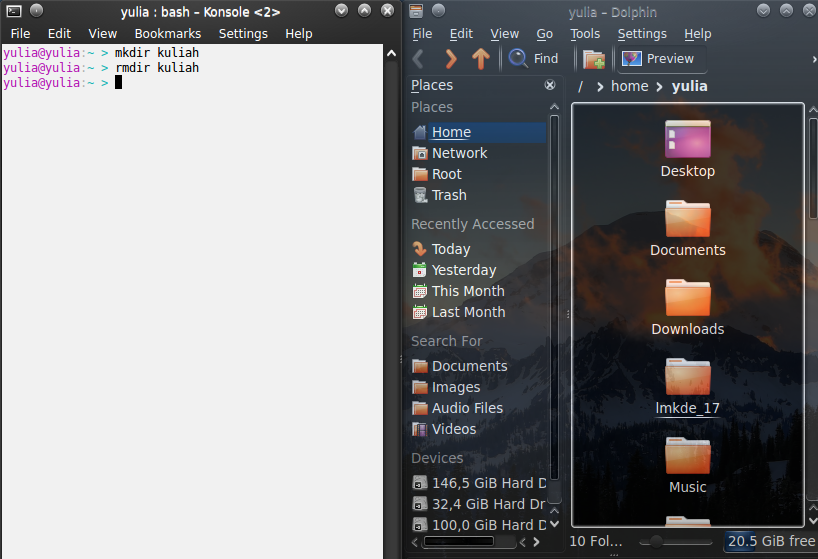 yulia : bash – Konsole <2>
File Edit View Bookmarks Settings Help
yulia@yulia:~ > mkdir kuliah
yulia@yulia:~ > rmdir kuliah
yulia@yulia:~ >
yulia – Dolphin
File Edit View Go Tools Settings Help
Find Preview
Places
Places
Home
Network
Root
Trash
Recently Accessed
Today
Yesterday
This Month
Last Month
Search For
Documents
Images
Audio Files
Videos
Devices
146,5 GiB Hard D
32,4 GiB Hard Dr
100,0 GiB Hard D
/ > home > yulia
Desktop
Documents
Downloads
lmkde_17
Music
10 Fol... 20.5 GiB free